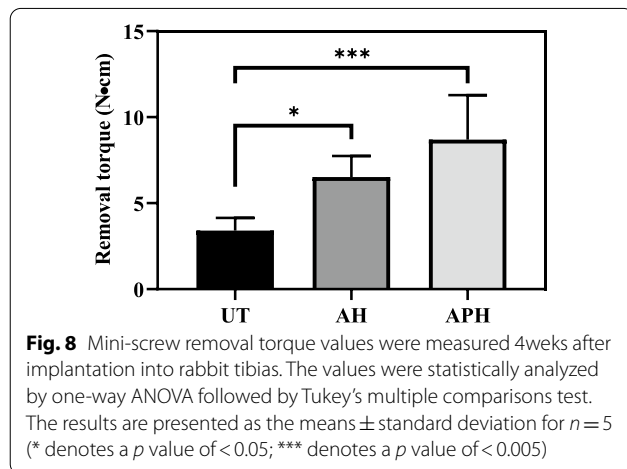 15
10
5
0
Removal torque (N•cm)
***
*
UT AH APH
Fig. 8 Mini-screw removal torque values were measured 4weks after
implantation into rabbit tibias. The values were statistically analyzed
by one-way ANOVA followed by Tukey's multiple comparisons test.
The results are presented as the means ± standard deviation for n = 5
(* denotes a p value of < 0.05; *** denotes a p value of < 0.005)